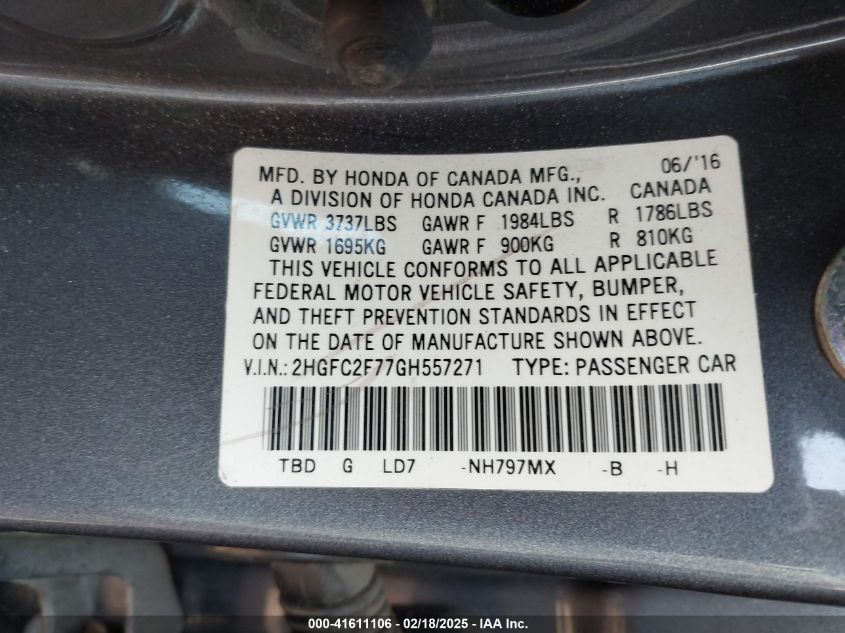 06/'16
MFD. BY HONDA OF CANADA MFG.,
A DIVISION OF HONDA CANADA INC. CANADA
GVWR 3737LBS GAWR F 1984LBS R 1786LBS
GVWR 1695KG GAWR F 900KG R 810KG
THIS VEHICLE CONFORMS TO ALL APPLICABLE
FEDERAL MOTOR VEHICLE SAFETY, BUMPER,
AND THEFT PREVENTION STANDARDS IN EFFECT
ON THE DATE OF MANUFACTURE SHOWN ABOVE.
V.I.N.: 2HGFC2F77GH557271 TYPE: PASSENGER CAR
TBD G LD7 -NH797MX -B -H
000-41611106 - 02/18/2025 - IAA Inc.